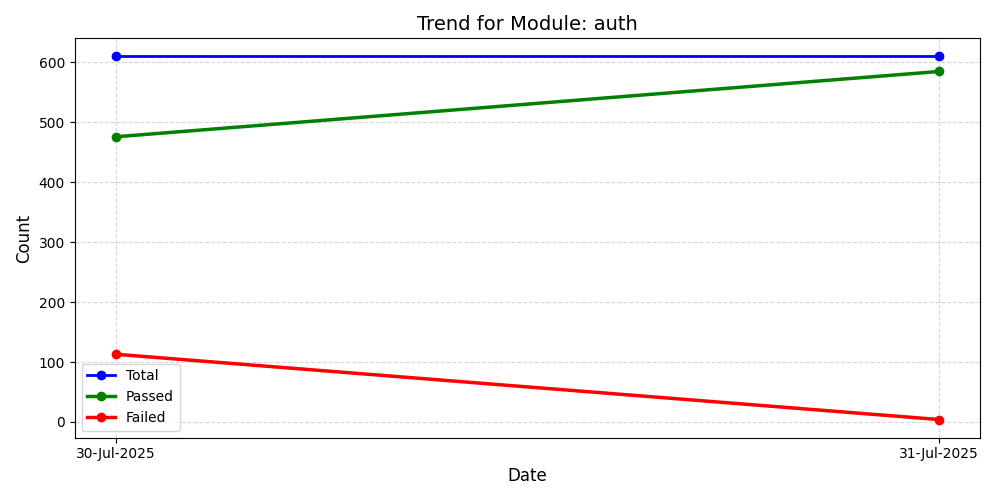 Trend for Module: auth
Count
600
500
400
300
200
100
0
Total
Passed
Failed
30-Jul-2025
31-Jul-2025
Date